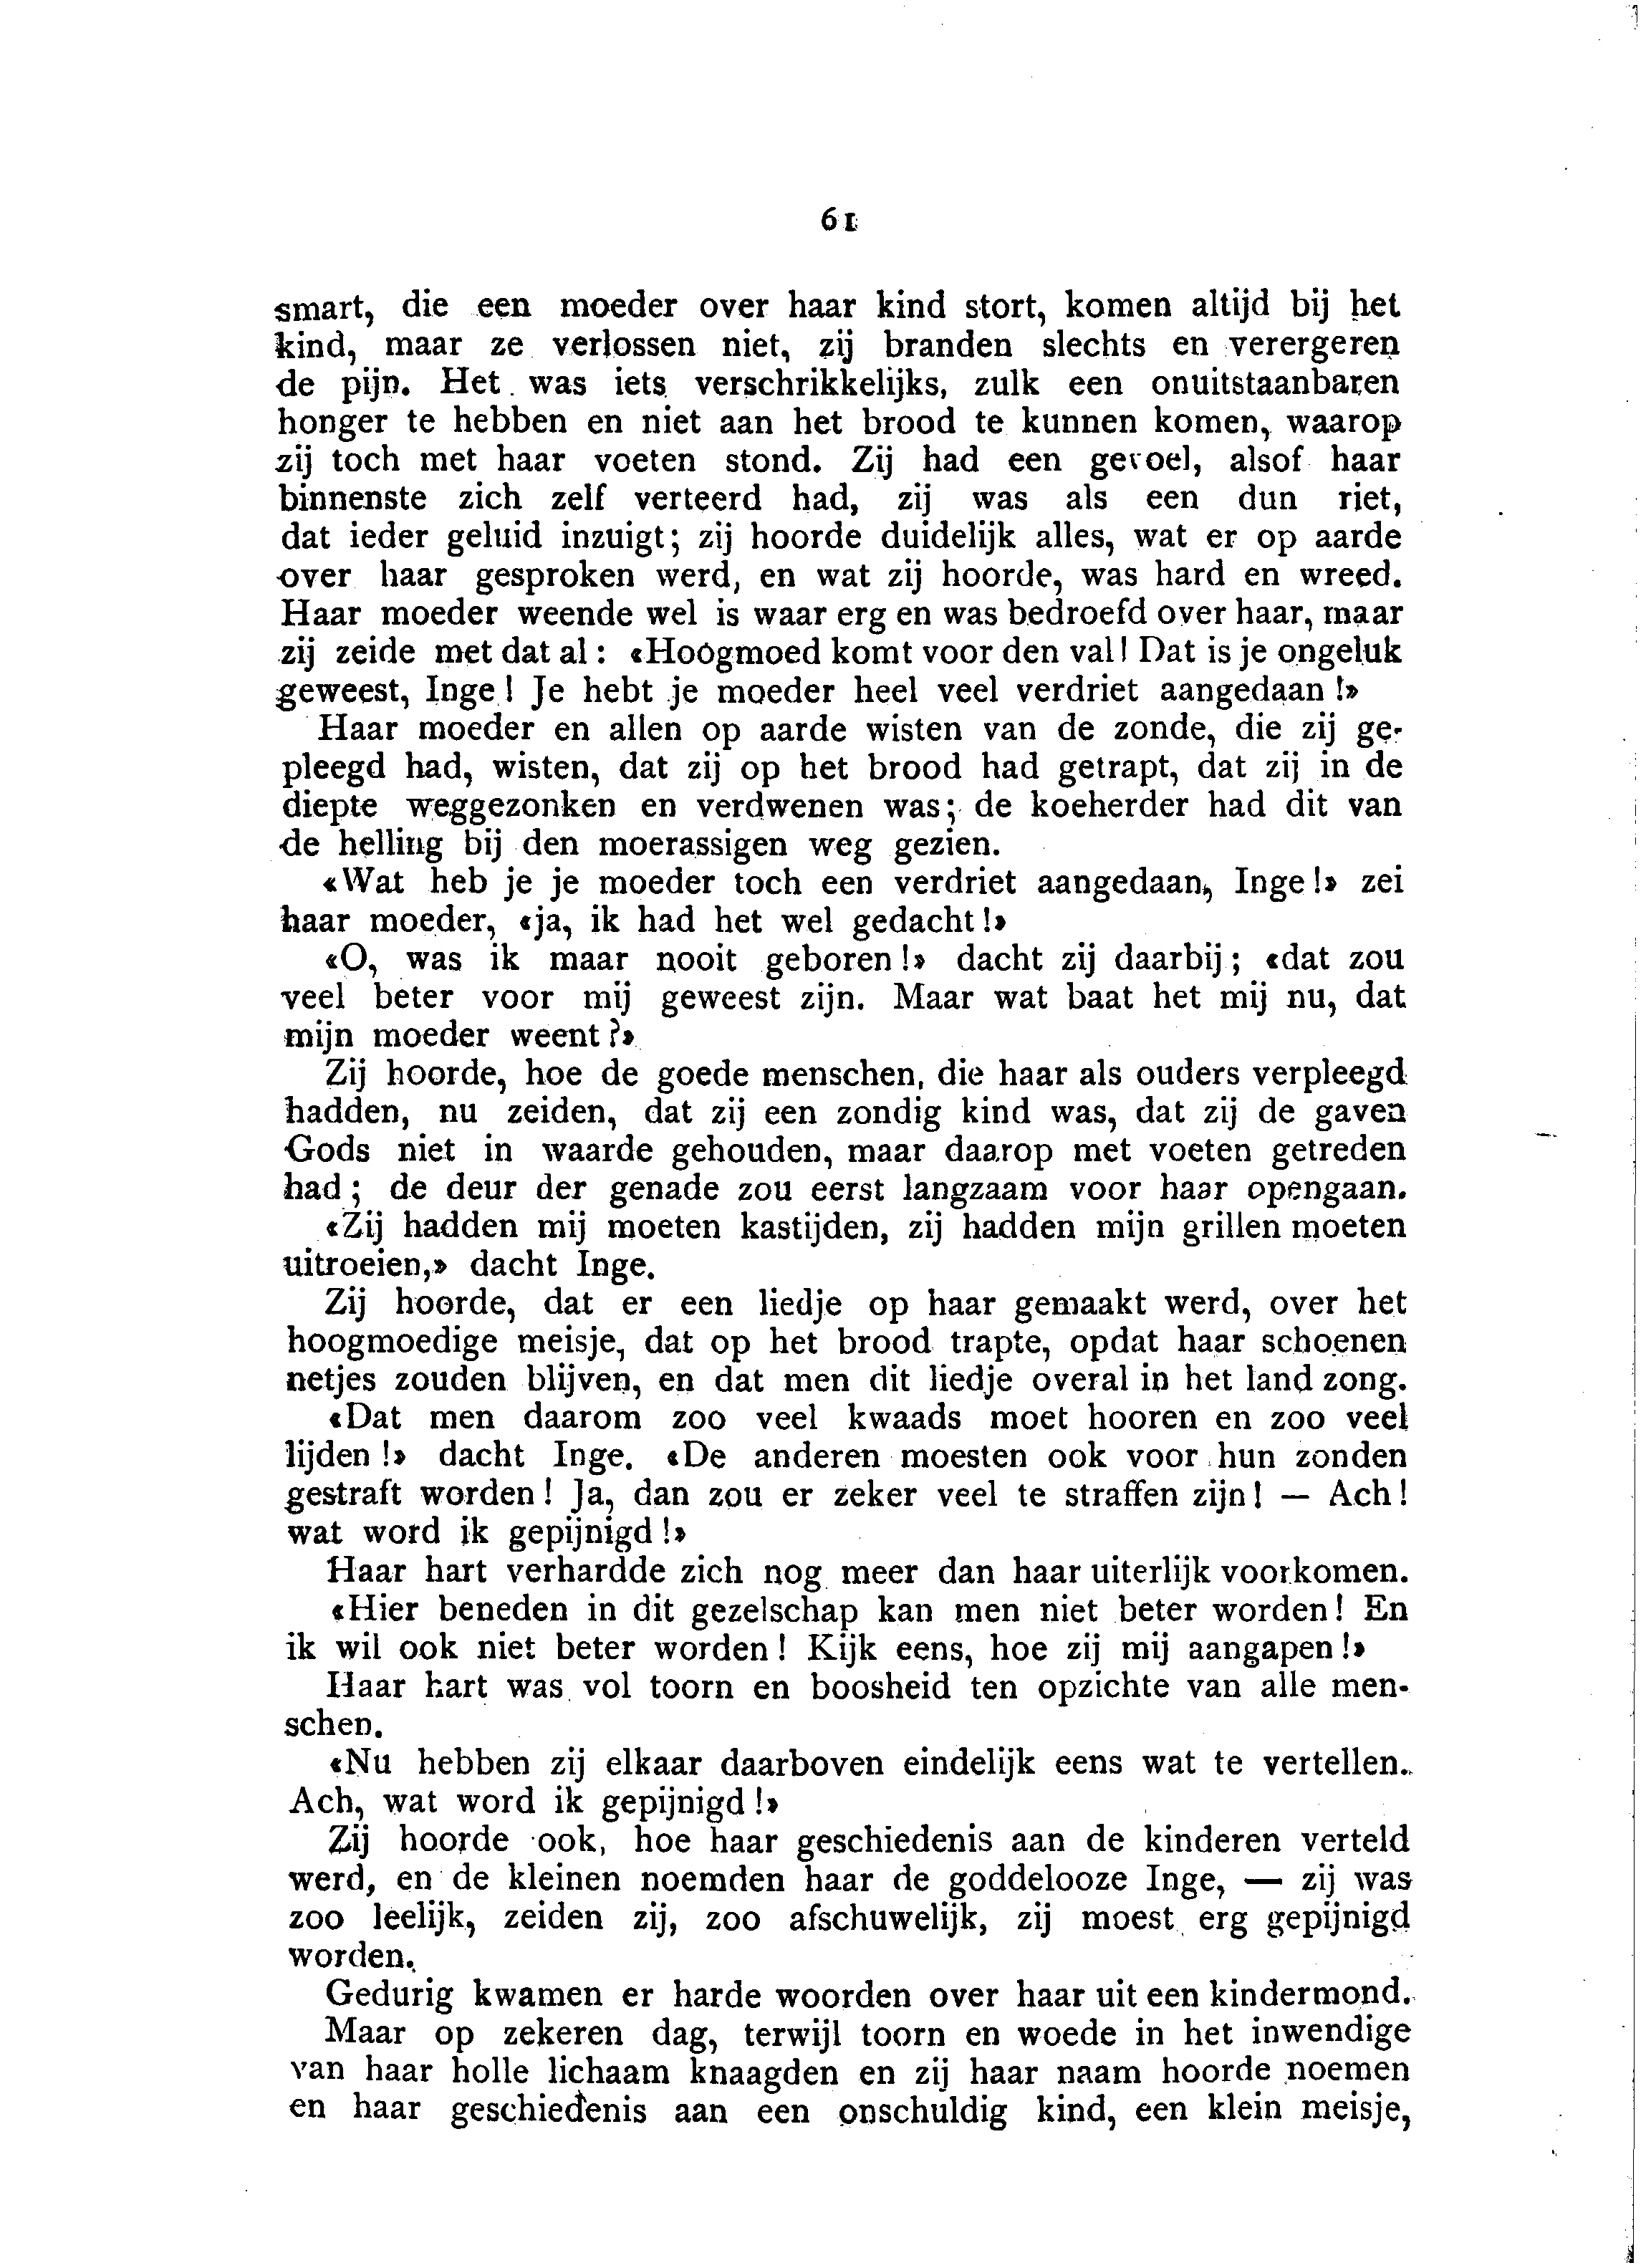 61
smart, die een moeder over haar kind stort, komen altijd bij het
kind, maar ze verlossen niet, zij branden slechts en verergeren
de pijn. Het was iets verschrikkelijks, zulk een onuitstaanbaren
honger te hebben en niet aan het brood te kunnen komen, waarop
zij toch met haar voeten stond. Zij had een gevoel, alsof haar
binnenste zich zelf verteerd had, zij was als een dun riet,
dat ieder geluid inzuigt; zij hoorde duidelijk alles, wat er op aarde
over haar gesproken werd, en wat zij hoorde, was hard en wreed.
Haar moeder weende wel is waar erg en was bedroefd over haar, maar
zij zeide met dat al: «Hoogmoed komt voor den val! Dat is je ongeluk
geweest, Inge! Je hebt je moeder heel veel verdriet aangedaan!»
Haar moeder en allen op aarde wisten van de zonde, die zij ge-
pleegd had, wisten, dat zij op het brood had getrapt, dat zij in de
diepte weggezonken en verdwenen was; de koeherder had dit van
de helling bij den moerassigen weg gezien.
«Wat heb je je moeder toch een verdriet aangedaan, Inge!» zei
haar moeder, «ja, ik had het wel gedacht!»
«O, was ik maar nooit geboren!» dacht zij daarbij; «dat zou
veel beter voor mij geweest zijn. Maar wat baat het mij nu, dat
mijn moeder weent?»
Zij hoorde, hoe de goede menschen, die haar als ouders verpleegd
hadden, nu zeiden, dat zij een zondig kind was, dat zij de gaven
Gods niet in waarde gehouden, maar daarop met voeten getreden
had; de deur der genade zou eerst langzaam voor haar opengaan.
«Zij hadden mij moeten kastijden, zij hadden mijn grillen moeten
uitroeien,» dacht Inge.
Zij hoorde, dat er een liedje op haar gemaakt werd, over het
hoogmoedige meisje, dat op het brood trapte, opdat haar schoenen
netjes zouden blijven, en dat men dit liedje overal in het land zong.
«Dat men daarom zoo veel kwaads moet hooren en zoo veel
lijden!» dacht Inge. «De anderen moesten ook voor hun zonden
gestraft worden! Ja, dan zou er zeker veel te straffen zijn! — Ach!
wat word ik gepijnigd!»
Haar hart verhardde zich nog meer dan haar uiterlijk voorkomen.
«Hier beneden in dit gezelschap kan men niet beter worden! En
ik wil ook niet beter worden! Kijk eens, hoe zij mij aangapen!»
Haar hart was vol toorn en boosheid ten opzichte van alle men-
schen.
«Nu hebben zij elkaar daarboven eindelijk eens wat te vertellen.
Ach, wat word ik gepijnigd!»
Zij hoorde ook, hoe haar geschiedenis aan de kinderen verteld
werd, en de kleinen noemden haar de goddelooze Inge, — zij was
zoo leelijk, zeiden zij, zoo afschuwelijk, zij moest erg gepijnigd
worden.
Gedurig kwamen er harde woorden over haar uit een kindermond.
Maar op zekeren dag, terwijl toorn en woede in het inwendige
van haar holle lichaam knaagden en zij haar naam hoorde noemen
en haar geschiedenis aan een onschuldig kind, een klein meisje,